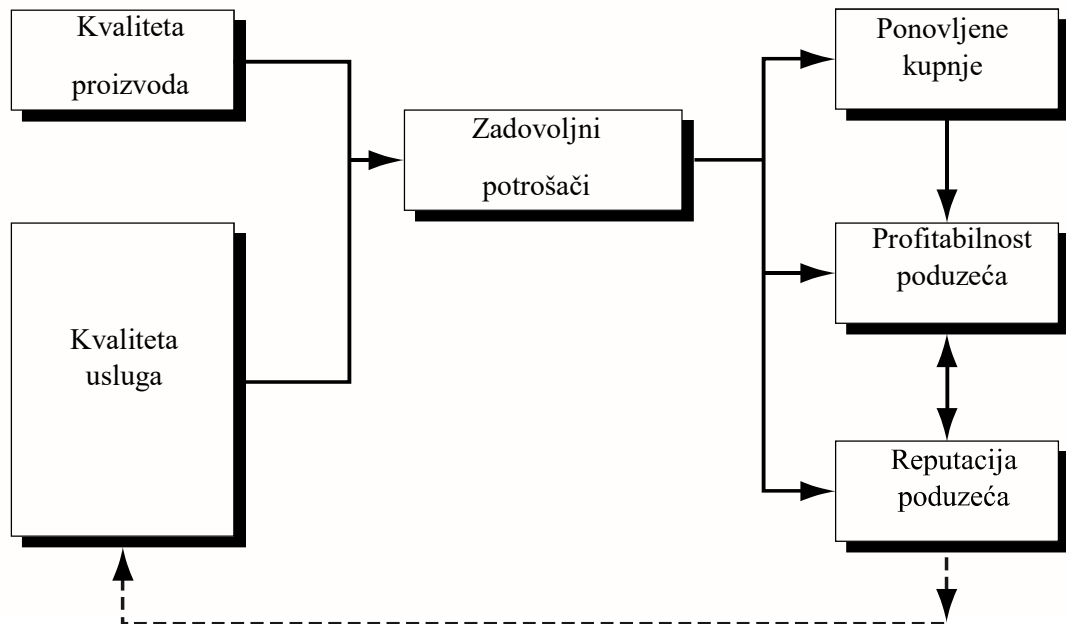 Kvaliteta
proizvoda
Zadovoljni
potrošači
Ponovljene
kupnje
Profitabilnost
poduzeća
Kvaliteta
usluga
Reputacija
poduzeća